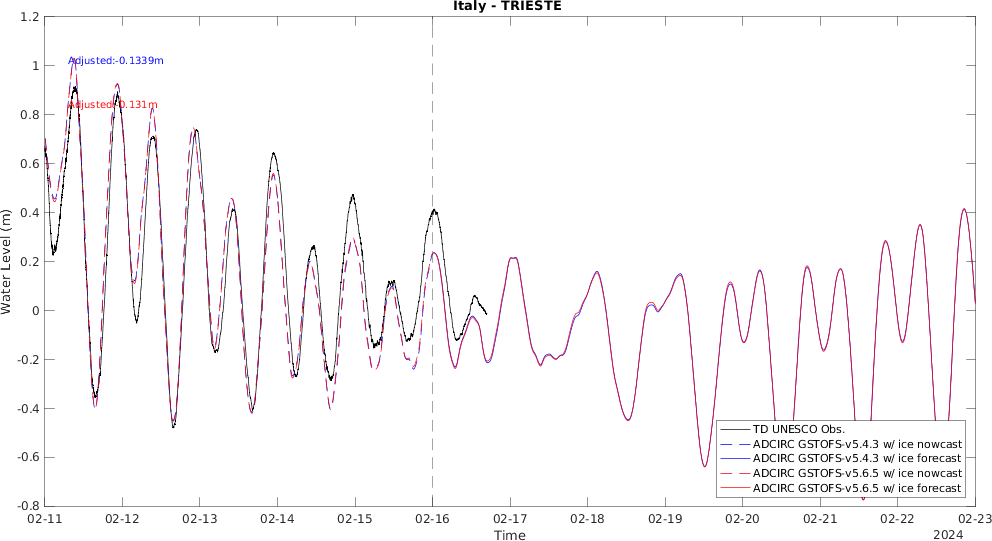 Italy - TRIESTE
1.2
1
0.8
0.6
0.4
0.2
0
-0.2
-0.4
-0.6
-0.8
Water Level (m)
Adjusted:-0.1339m
Adjusted:-0.131m
TD UNESCO Obs.
ADCIRC GSTOFS-v5.4.3 w/ ice nowcast
ADCIRC GSTOFS-v5.4.3 w/ ice forecast
ADCIRC GSTOFS-v5.6.5 w/ ice nowcast
ADCIRC GSTOFS-v5.6.5 w/ ice forecast
02-11 02-12 02-13 02-14 02-15 02-16 02-17 02-18 02-19 02-20 02-21 02-22 02-23
Time
2024